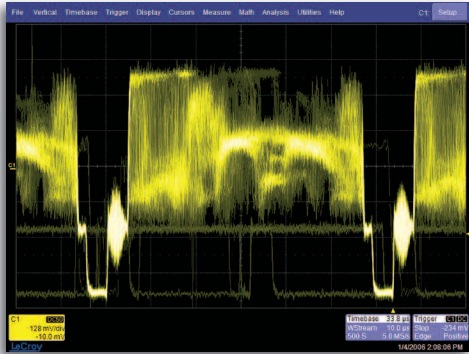 File Vertical Timebase Trigger Display Cursors Measure Math Analysis Utilities Help C1: Setup...
C1
C1 DC50
128 mV/div
-10.0 mV
Timebase 33.8 µs
WStream 10.0 µs
500 S 5.0 MS/s
Trigger C1 DC
Stop -234 mV
Edge Positive
LeCroy
1/4/2006 2:08:06 PM